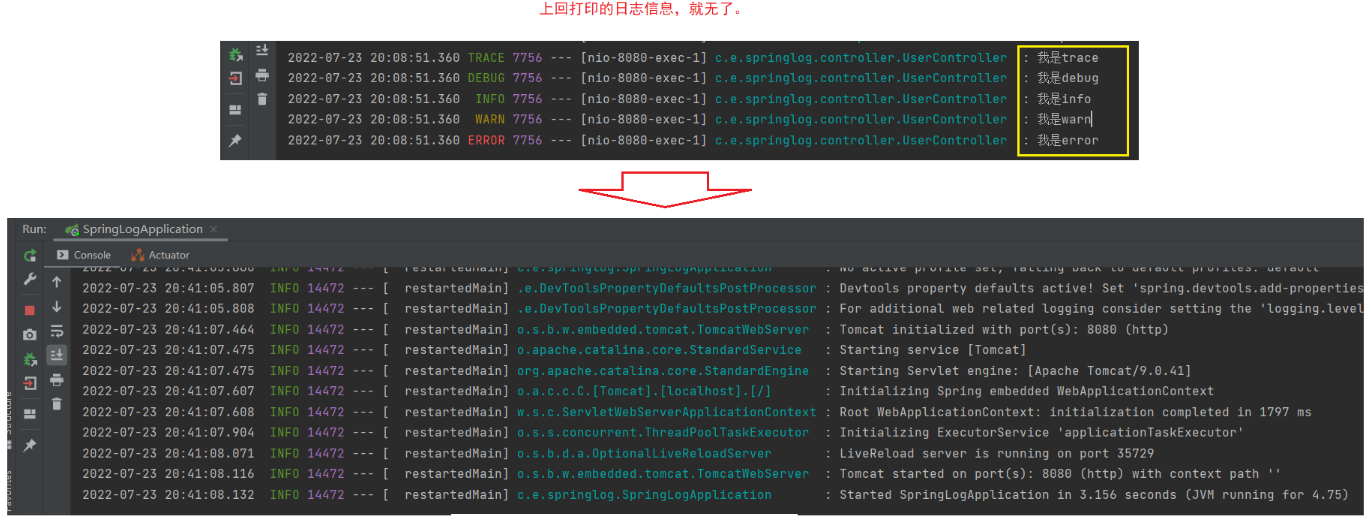 上回打印的日志信息，就无了。
2022-07-23 20:08:51.360 TRACE 7756 --- [nio-8080-exec-1] c.e.springlog.controller.UserController : 我是trace
2022-07-23 20:08:51.360 DEBUG 7756 --- [nio-8080-exec-1] c.e.springlog.controller.UserController : 我是debug
2022-07-23 20:08:51.360 INFO 7756 --- [nio-8080-exec-1] c.e.springlog.controller.UserController : 我是info
2022-07-23 20:08:51.360 WARN 7756 --- [nio-8080-exec-1] c.e.springlog.controller.UserController : 我是warn
2022-07-23 20:08:51.360 ERROR 7756 --- [nio-8080-exec-1] c.e.springlog.controller.UserController : 我是error
Run: SpringLogApplication
Console Actuator
INFO 14472 --- [ restartedMain] c.e.springlog.SpringLogApplication : No active profile set, falling back to default profiles: default
2022-07-23 20:41:05.807 INFO 14472 --- [ restartedMain] .e.DevToolsPropertyDefaultsPostProcessor : Devtools property defaults active! Set 'spring.devtools.add-properties
2022-07-23 20:41:05.808 INFO 14472 --- [ restartedMain] .e.DevToolsPropertyDefaultsPostProcessor : For additional web related logging consider setting the 'logging.level
2022-07-23 20:41:07.464 INFO 14472 --- [ restartedMain] o.s.b.w.embedded.tomcat.TomcatWebServer : Tomcat initialized with port(s): 8080 (http)
2022-07-23 20:41:07.475 INFO 14472 --- [ restartedMain] o.apache.catalina.core.StandardService : Starting service [Tomcat]
2022-07-23 20:41:07.475 INFO 14472 --- [ restartedMain] org.apache.catalina.core.StandardEngine : Starting Servlet engine: [Apache Tomcat/9.0.41]
2022-07-23 20:41:07.607 INFO 14472 --- [ restartedMain] o.a.c.c.C.[Tomcat].[localhost].[/] : Initializing Spring embedded WebApplicationContext
2022-07-23 20:41:07.608 INFO 14472 --- [ restartedMain] w.s.c.ServletWebServerApplicationContext : Root WebApplicationContext: initialization completed in 1797 ms
2022-07-23 20:41:07.904 INFO 14472 --- [ restartedMain] o.s.s.concurrent.ThreadPoolTaskExecutor : Initializing ExecutorService 'applicationTaskExecutor'
2022-07-23 20:41:08.071 INFO 14472 --- [ restartedMain] o.s.b.d.a.OptionalLiveReloadServer : LiveReload server is running on port 35729
2022-07-23 20:41:08.116 INFO 14472 --- [ restartedMain] o.s.b.w.embedded.tomcat.TomcatWebServer : Tomcat started on port(s): 8080 (http) with context path ''
2022-07-23 20:41:08.132 INFO 14472 --- [ restartedMain] c.e.springlog.SpringLogApplication : Started SpringLogApplication in 3.156 seconds (JVM running for 4.75)